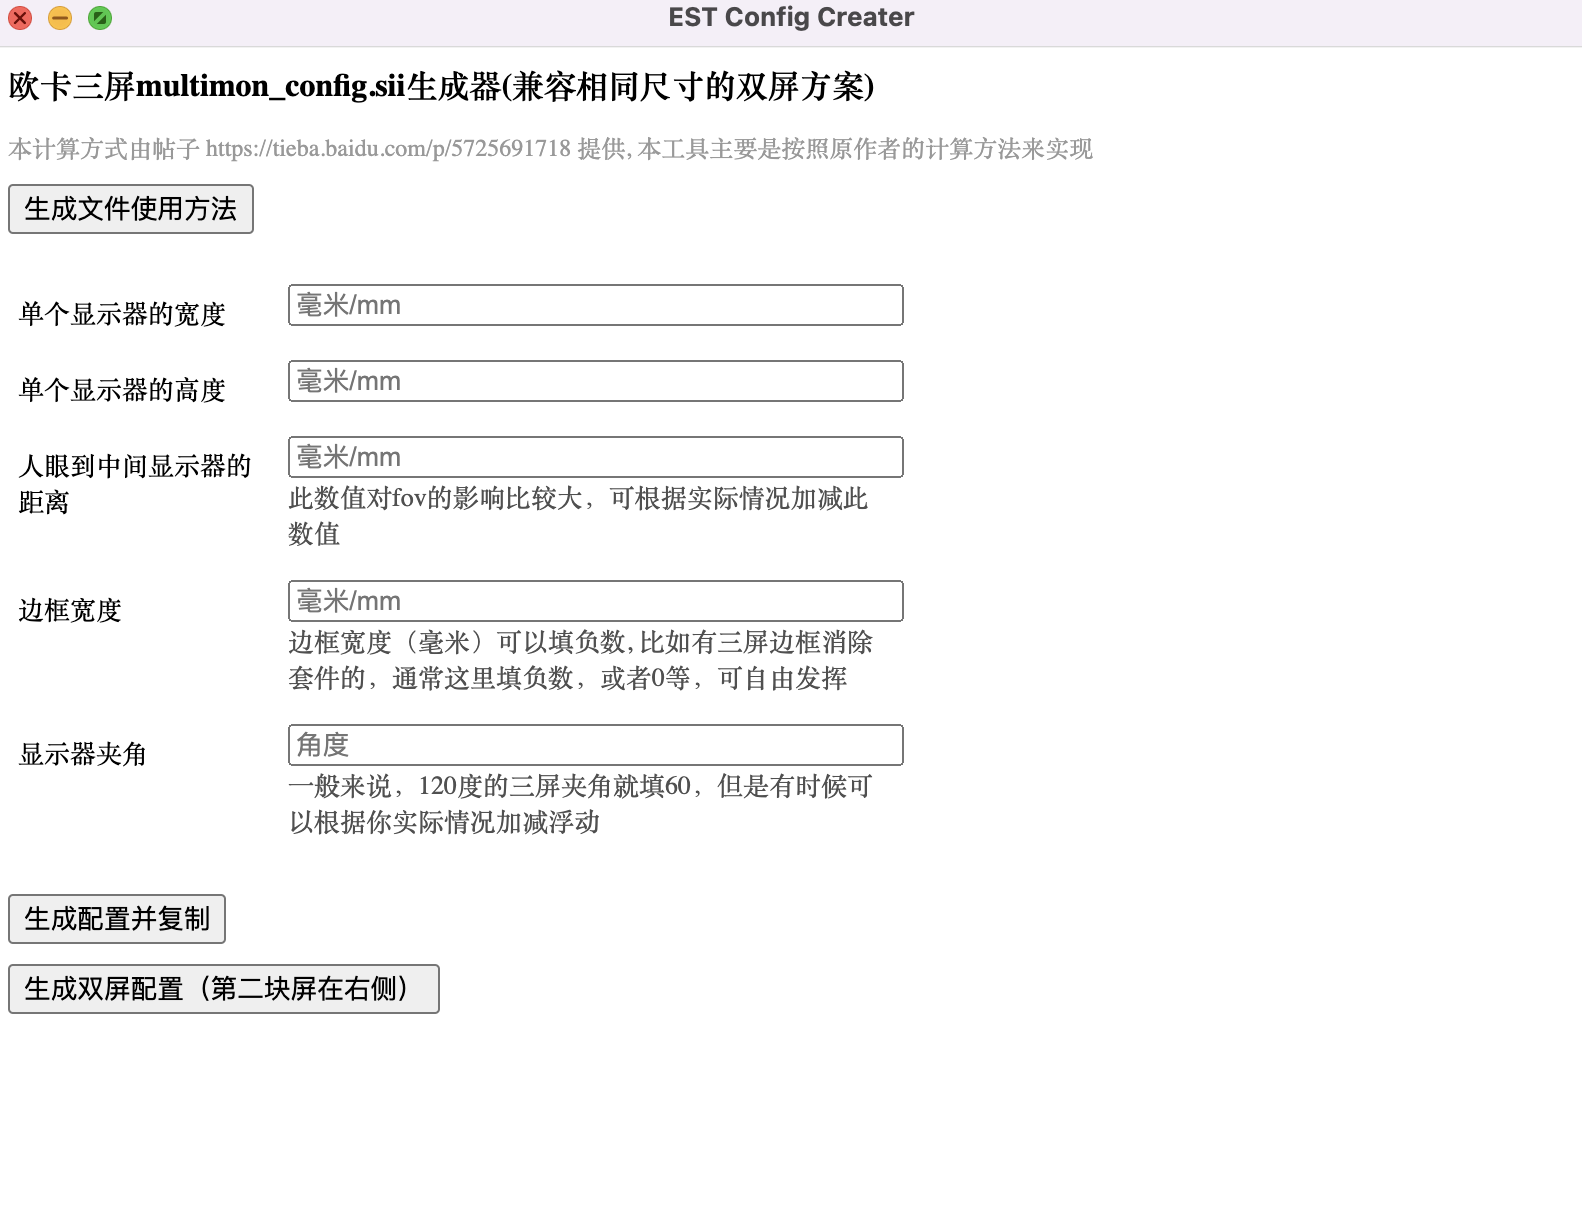 EST Config Creater
欧卡三屏multimon_config.sii生成器(兼容相同尺寸的双屏方案)
本计算方式由帖子 https://tieba.baidu.com/p/5725691718 提供, 本工具主要是按照原作者的计算方法来实现
生成文件使用方法
单个显示器的宽度
毫米/mm
单个显示器的高度
毫米/mm
人眼到中间显示器的
距离
毫米/mm
此数值对fov的影响比较大，可根据实际情况加减此
数值
边框宽度
毫米/mm
边框宽度（毫米）可以填负数, 比如有三屏边框消除
套件的，通常这里填负数，或者0等，可自由发挥
显示器夹角
角度
一般来说，120度的三屏夹角就填60，但是有时候可
以根据你实际情况加减浮动
生成配置并复制
生成双屏配置（第二块屏在右侧）